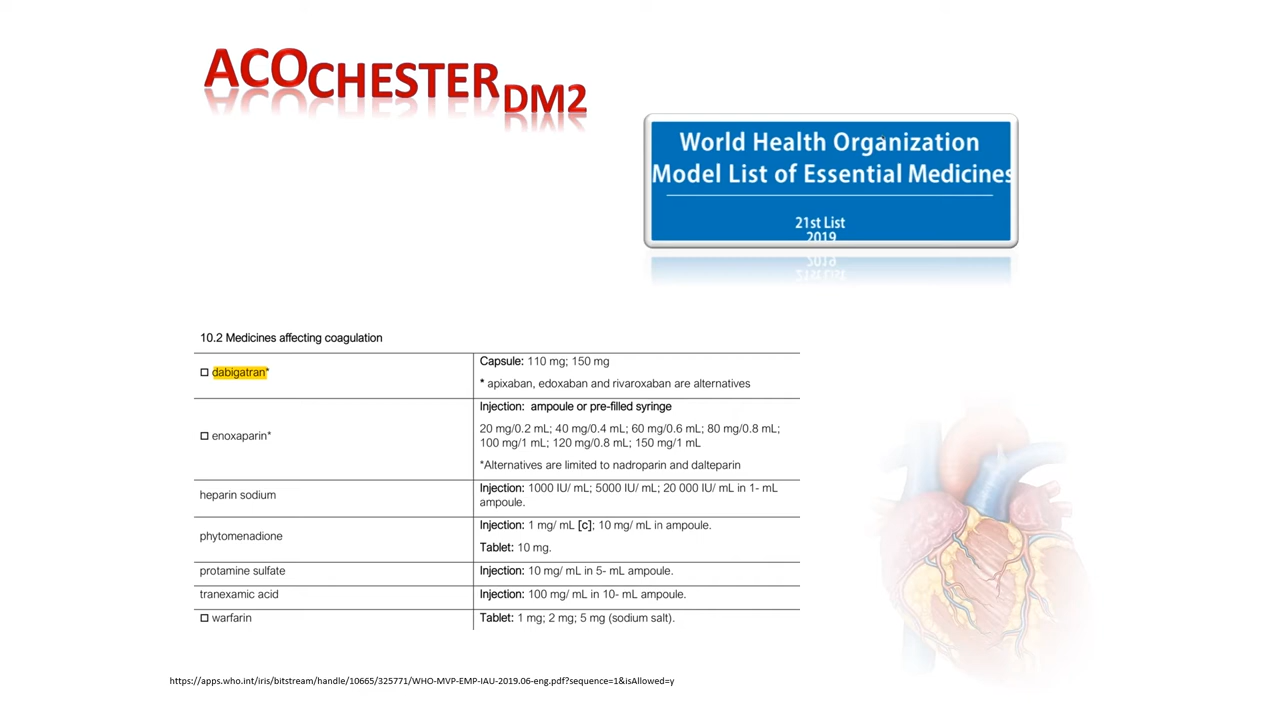 ACOCHESTERDM2
World Health Organization
Model List of Essential Medicines
21st List
2019
10.2 Medicines affecting coagulation
☐ dabigatran*
Capsule: 110 mg; 150 mg
* apixaban, edoxaban and rivaroxaban are alternatives
☐ enoxaparin*
Injection: ampoule or pre-filled syringe
20 mg/0.2 mL; 40 mg/0.4 mL; 60 mg/0.6 mL; 80 mg/0.8 mL;
100 mg/1 mL; 120 mg/0.8 mL; 150 mg/1 mL
*Alternatives are limited to nadroparin and dalteparin
heparin sodium
Injection: 1000 IU/ mL; 5000 IU/ mL; 20 000 IU/ mL in 1- mL
ampoule.
phytomenadione
Injection: 1 mg/ mL [c]; 10 mg/ mL in ampoule.
Tablet: 10 mg.
protamine sulfate
Injection: 10 mg/ mL in 5- mL ampoule.
tranexamic acid
Injection: 100 mg/ mL in 10- mL ampoule.
☐ warfarin
Tablet: 1 mg; 2 mg; 5 mg (sodium salt).
https://apps.who.int/iris/bitstream/handle/10665/325771/WHO-MVP-EMP-IAU-2019.06-eng.pdf?sequence=1&isAllowed=y